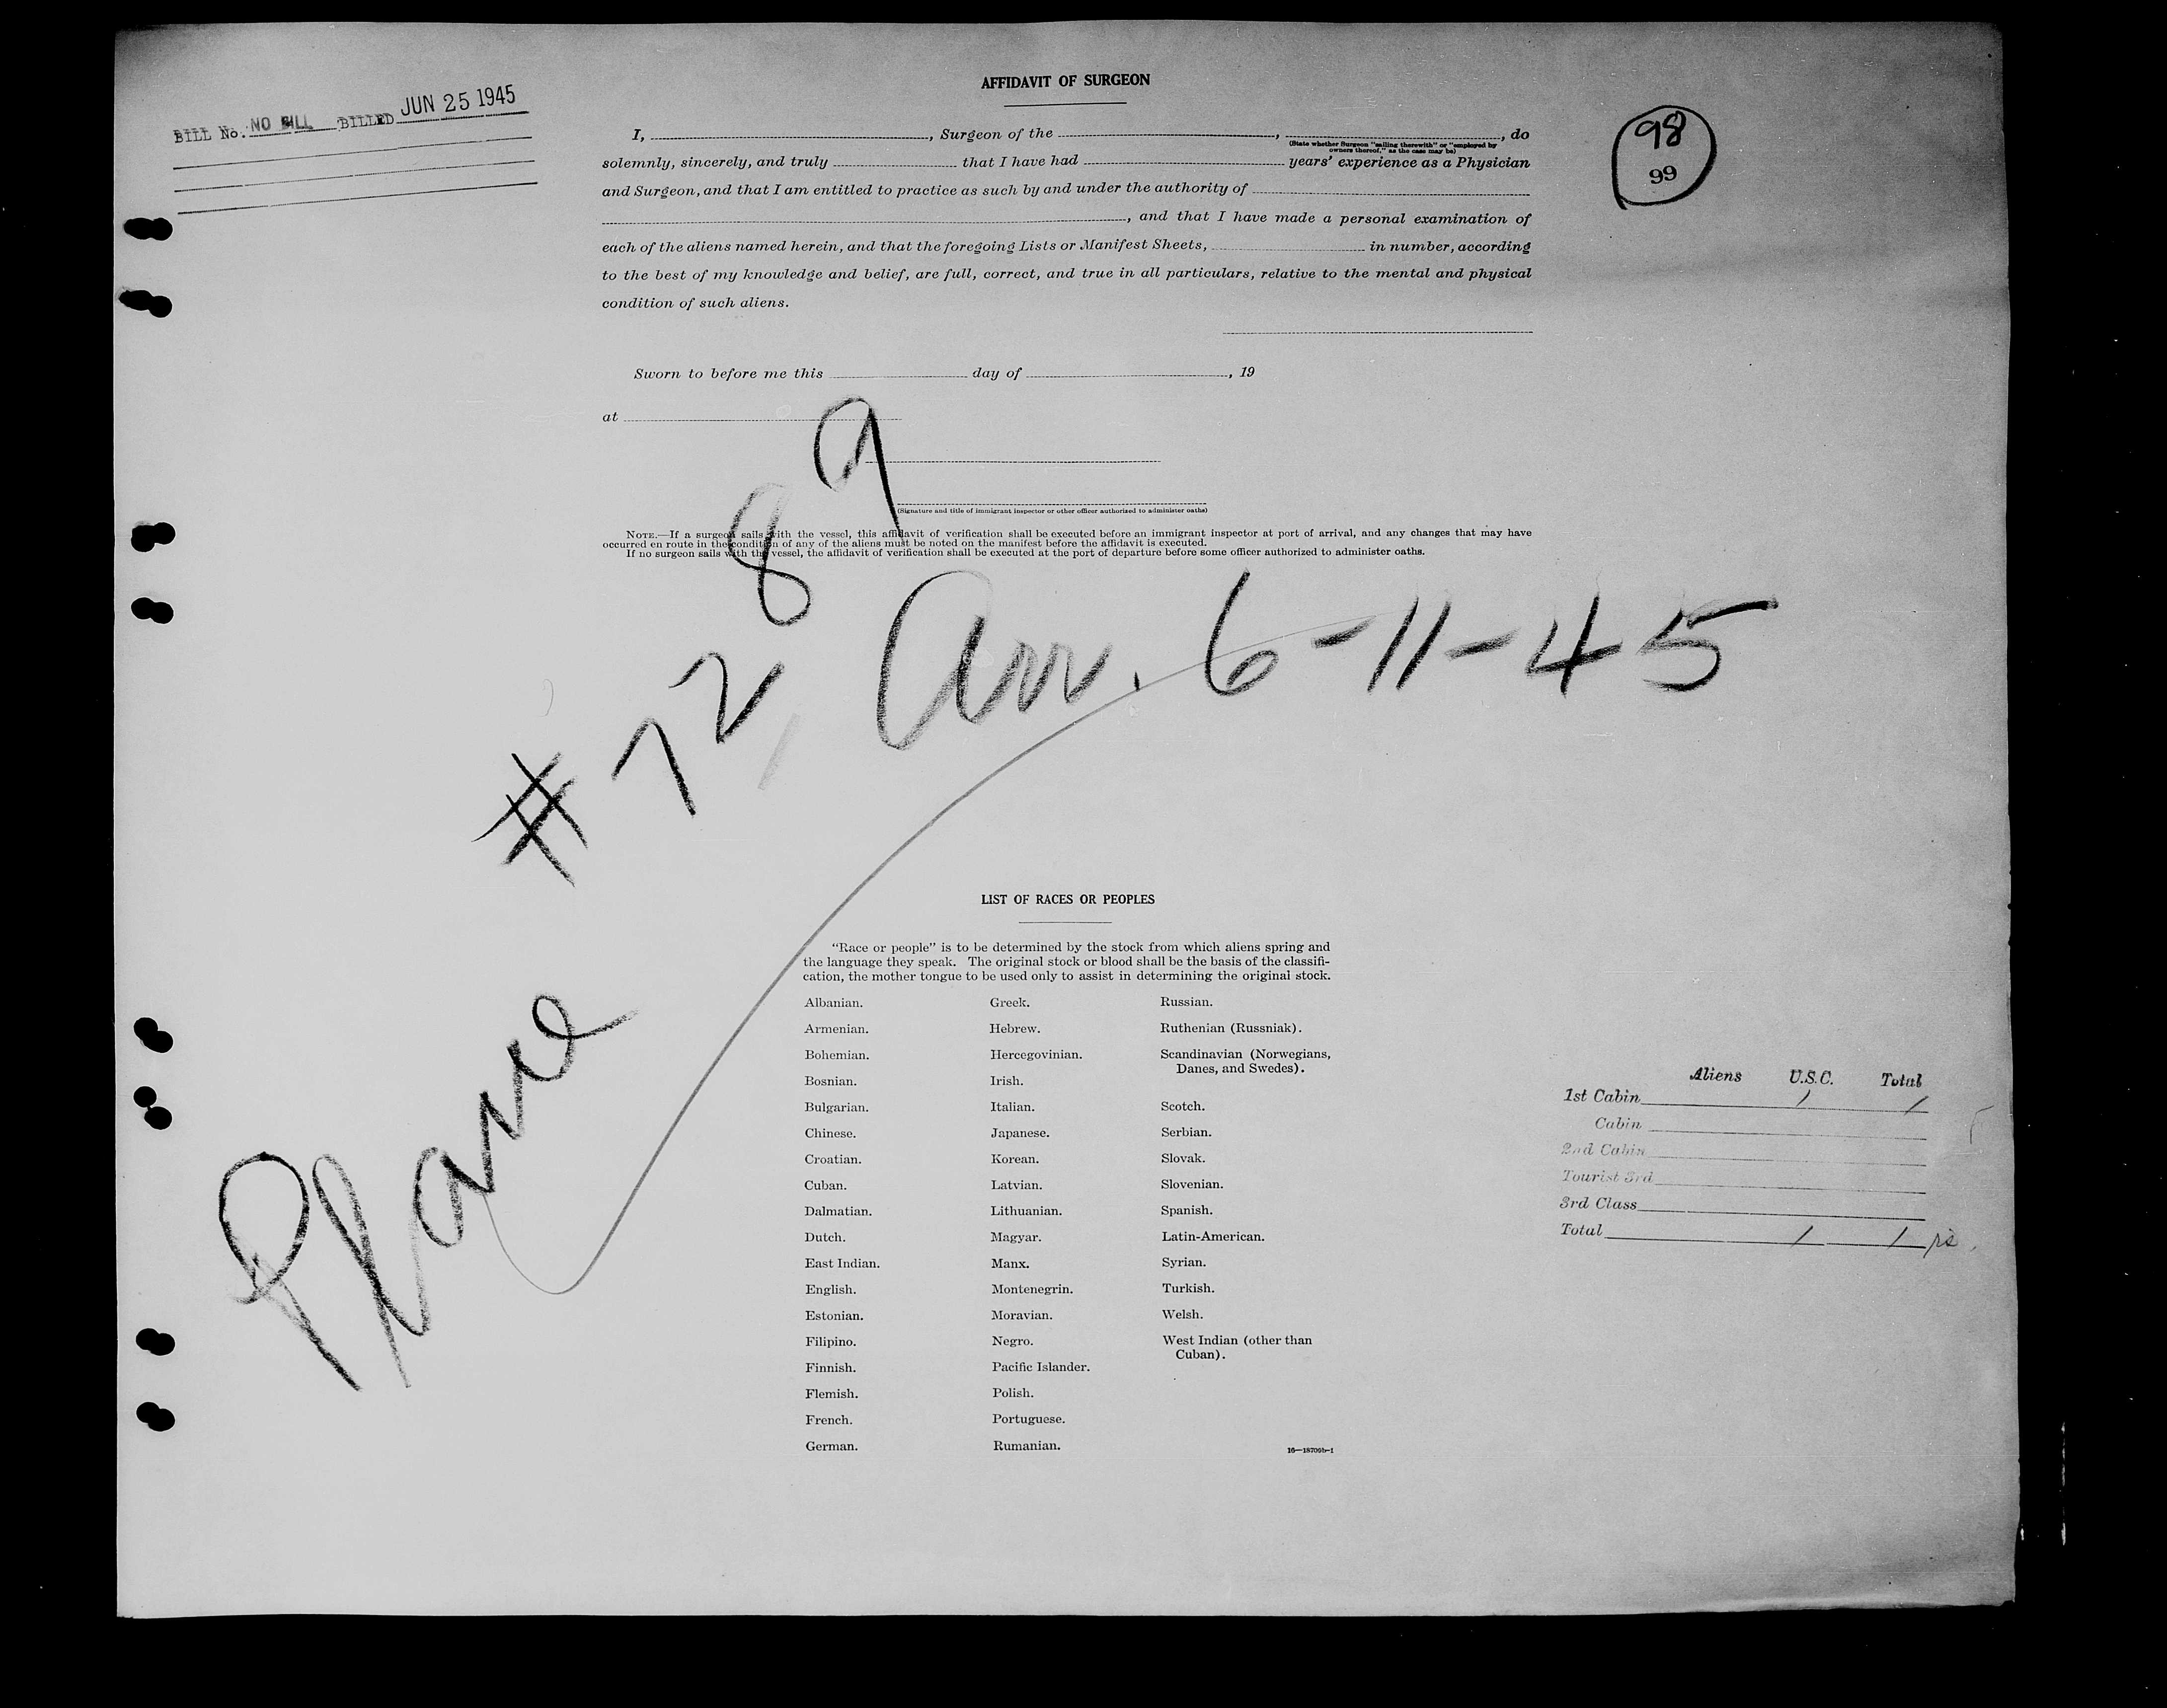 BILL No. NO BILL BILLED JUN 25 1945
98
99
AFFIDAVIT OF SURGEON
I, , Surgeon of the , , do
(State whether Surgeon "sailing therewith" or "employed by
owners thereof," as the case may be)
solemnly, sincerely, and truly that I have had years' experience as a Physician
and Surgeon, and that I am entitled to practice as such by and under the authority of
, and that I have made a personal examination of
each of the aliens named herein, and that the foregoing Lists or Manifest Sheets, in number, according
to the best of my knowledge and belief, are full, correct, and true in all particulars, relative to the mental and physical
condition of such aliens.
Sworn to before me this day of , 19
at
(Signature and title of immigrant inspector or other officer authorized to administer oaths)
NOTE.—If a surgeon sails with the vessel, this affidavit of verification shall be executed before an immigrant inspector at port of arrival, and any changes that may have
occurred en route in the condition of any of the aliens must be noted on the manifest before the affidavit is executed.
If no surgeon sails with the vessel, the affidavit of verification shall be executed at the port of departure before some officer authorized to administer oaths.
Plane #7289, Arr. 6-11-45
LIST OF RACES OR PEOPLES
"Race or people" is to be determined by the stock from which aliens spring and
the language they speak. The original stock or blood shall be the basis of the classifi-
cation, the mother tongue to be used only to assist in determining the original stock.
Albanian.
Armenian.
Bohemian.
Bosnian.
Bulgarian.
Chinese.
Croatian.
Cuban.
Dalmatian.
Dutch.
East Indian.
English.
Estonian.
Filipino.
Finnish.
Flemish.
French.
German.
Greek.
Hebrew.
Hercegovinian.
Irish.
Italian.
Japanese.
Korean.
Latvian.
Lithuanian.
Magyar.
Manx.
Montenegrin.
Moravian.
Negro.
Pacific Islander.
Polish.
Portuguese.
Rumanian.
Russian.
Ruthenian (Russniak).
Scandinavian (Norwegians,
Danes, and Swedes).
Scotch.
Serbian.
Slovak.
Slovenian.
Spanish.
Latin-American.
Syrian.
Turkish.
Welsh.
West Indian (other than
Cuban).
16—18709b-1
Aliens U.S.C. Total
1st Cabin 1 1
Cabin
2nd Cabin
Tourist 3rd
3rd Class
Total 1 1